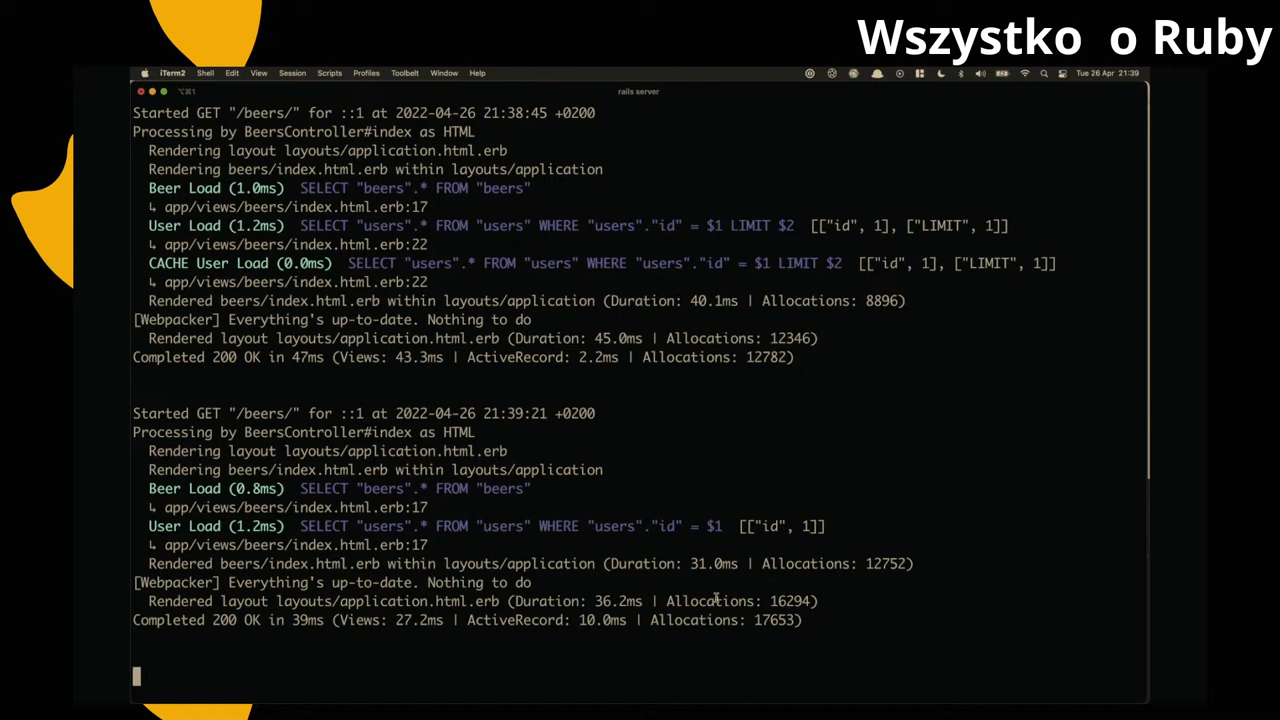 Wszystko o Ruby
iTerm2 Shell Edit View Session Scripts Profiles Toolbelt Window Help Tue 26 Apr 21:39
⌥⌘1 rails server
Started GET "/beers/" for ::1 at 2022-04-26 21:38:45 +0200
Processing by BeersController#index as HTML
Rendering layout layouts/application.html.erb
Rendering beers/index.html.erb within layouts/application
Beer Load (1.0ms) SELECT "beers".* FROM "beers"
↳ app/views/beers/index.html.erb:17
User Load (1.2ms) SELECT "users".* FROM "users" WHERE "users"."id" = $1 LIMIT $2 [["id", 1], ["LIMIT", 1]]
↳ app/views/beers/index.html.erb:22
CACHE User Load (0.0ms) SELECT "users".* FROM "users" WHERE "users"."id" = $1 LIMIT $2 [["id", 1], ["LIMIT", 1]]
↳ app/views/beers/index.html.erb:22
Rendered beers/index.html.erb within layouts/application (Duration: 40.1ms | Allocations: 8896)
[Webpacker] Everything's up-to-date. Nothing to do
Rendered layout layouts/application.html.erb (Duration: 45.0ms | Allocations: 12346)
Completed 200 OK in 47ms (Views: 43.3ms | ActiveRecord: 2.2ms | Allocations: 12782)
Started GET "/beers/" for ::1 at 2022-04-26 21:39:21 +0200
Processing by BeersController#index as HTML
Rendering layout layouts/application.html.erb
Rendering beers/index.html.erb within layouts/application
Beer Load (0.8ms) SELECT "beers".* FROM "beers"
↳ app/views/beers/index.html.erb:17
User Load (1.2ms) SELECT "users".* FROM "users" WHERE "users"."id" = $1 [["id", 1]]
↳ app/views/beers/index.html.erb:17
Rendered beers/index.html.erb within layouts/application (Duration: 31.0ms | Allocations: 12752)
[Webpacker] Everything's up-to-date. Nothing to do
Rendered layout layouts/application.html.erb (Duration: 36.2ms | Allocations: 16294)
Completed 200 OK in 39ms (Views: 27.2ms | ActiveRecord: 10.0ms | Allocations: 17653)